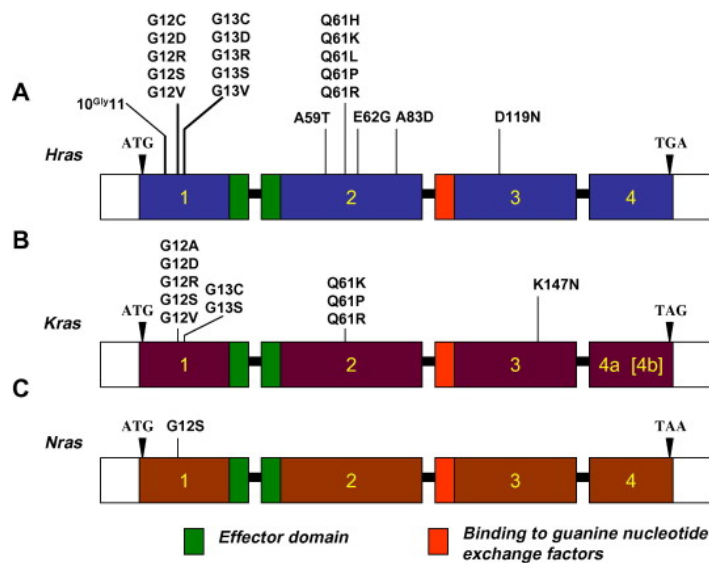 G12C G13C Q61H
G12D G13D Q61K
G12R G13R Q61L
G12S G13S Q61P
G12V G13V Q61R
A
10Gly11
A59T E62G A83D D119N
Hras ATG TGA
1 2 3 4
B
G12A
G12D
G12R G13C Q61K
G12S G13S Q61P K147N
G12V Q61R
Kras ATG TAG
1 2 3 4a [4b]
C
Nras ATG G12S TAA
1 2 3 4
Effector domain
Binding to guanine nucleotide
exchange factors